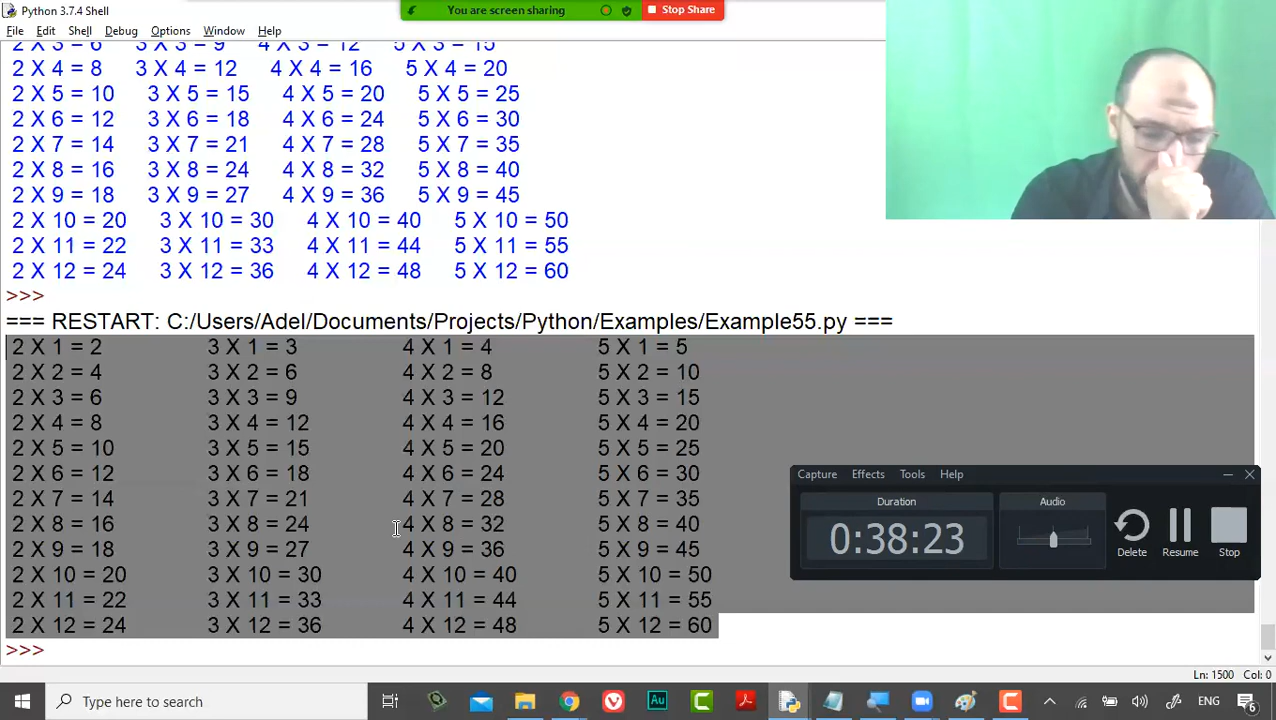 Python 3.7.4 Shell
You are screen sharing
Stop Share
File Edit Shell Debug Options Window Help
2 X 3 = 6 3 X 3 = 9 4 X 3 = 12 5 X 3 = 15
2 X 4 = 8 3 X 4 = 12 4 X 4 = 16 5 X 4 = 20
2 X 5 = 10 3 X 5 = 15 4 X 5 = 20 5 X 5 = 25
2 X 6 = 12 3 X 6 = 18 4 X 6 = 24 5 X 6 = 30
2 X 7 = 14 3 X 7 = 21 4 X 7 = 28 5 X 7 = 35
2 X 8 = 16 3 X 8 = 24 4 X 8 = 32 5 X 8 = 40
2 X 9 = 18 3 X 9 = 27 4 X 9 = 36 5 X 9 = 45
2 X 10 = 20 3 X 10 = 30 4 X 10 = 40 5 X 10 = 50
2 X 11 = 22 3 X 11 = 33 4 X 11 = 44 5 X 11 = 55
2 X 12 = 24 3 X 12 = 36 4 X 12 = 48 5 X 12 = 60
>>>
=== RESTART: C:/Users/Adel/Documents/Projects/Python/Examples/Example55.py ===
2 X 1 = 2 3 X 1 = 3 4 X 1 = 4 5 X 1 = 5
2 X 2 = 4 3 X 2 = 6 4 X 2 = 8 5 X 2 = 10
2 X 3 = 6 3 X 3 = 9 4 X 3 = 12 5 X 3 = 15
2 X 4 = 8 3 X 4 = 12 4 X 4 = 16 5 X 4 = 20
2 X 5 = 10 3 X 5 = 15 4 X 5 = 20 5 X 5 = 25
2 X 6 = 12 3 X 6 = 18 4 X 6 = 24 5 X 6 = 30
2 X 7 = 14 3 X 7 = 21 4 X 7 = 28 5 X 7 = 35
2 X 8 = 16 3 X 8 = 24 4 X 8 = 32 5 X 8 = 40
2 X 9 = 18 3 X 9 = 27 4 X 9 = 36 5 X 9 = 45
2 X 10 = 20 3 X 10 = 30 4 X 10 = 40 5 X 10 = 50
2 X 11 = 22 3 X 11 = 33 4 X 11 = 44 5 X 11 = 55
2 X 12 = 24 3 X 12 = 36 4 X 12 = 48 5 X 12 = 60
>>>
Capture Effects Tools Help
Duration Audio
0:38:23
Delete Resume Stop
Ln: 1500 Col: 0
Type here to search
Au
ENG
6